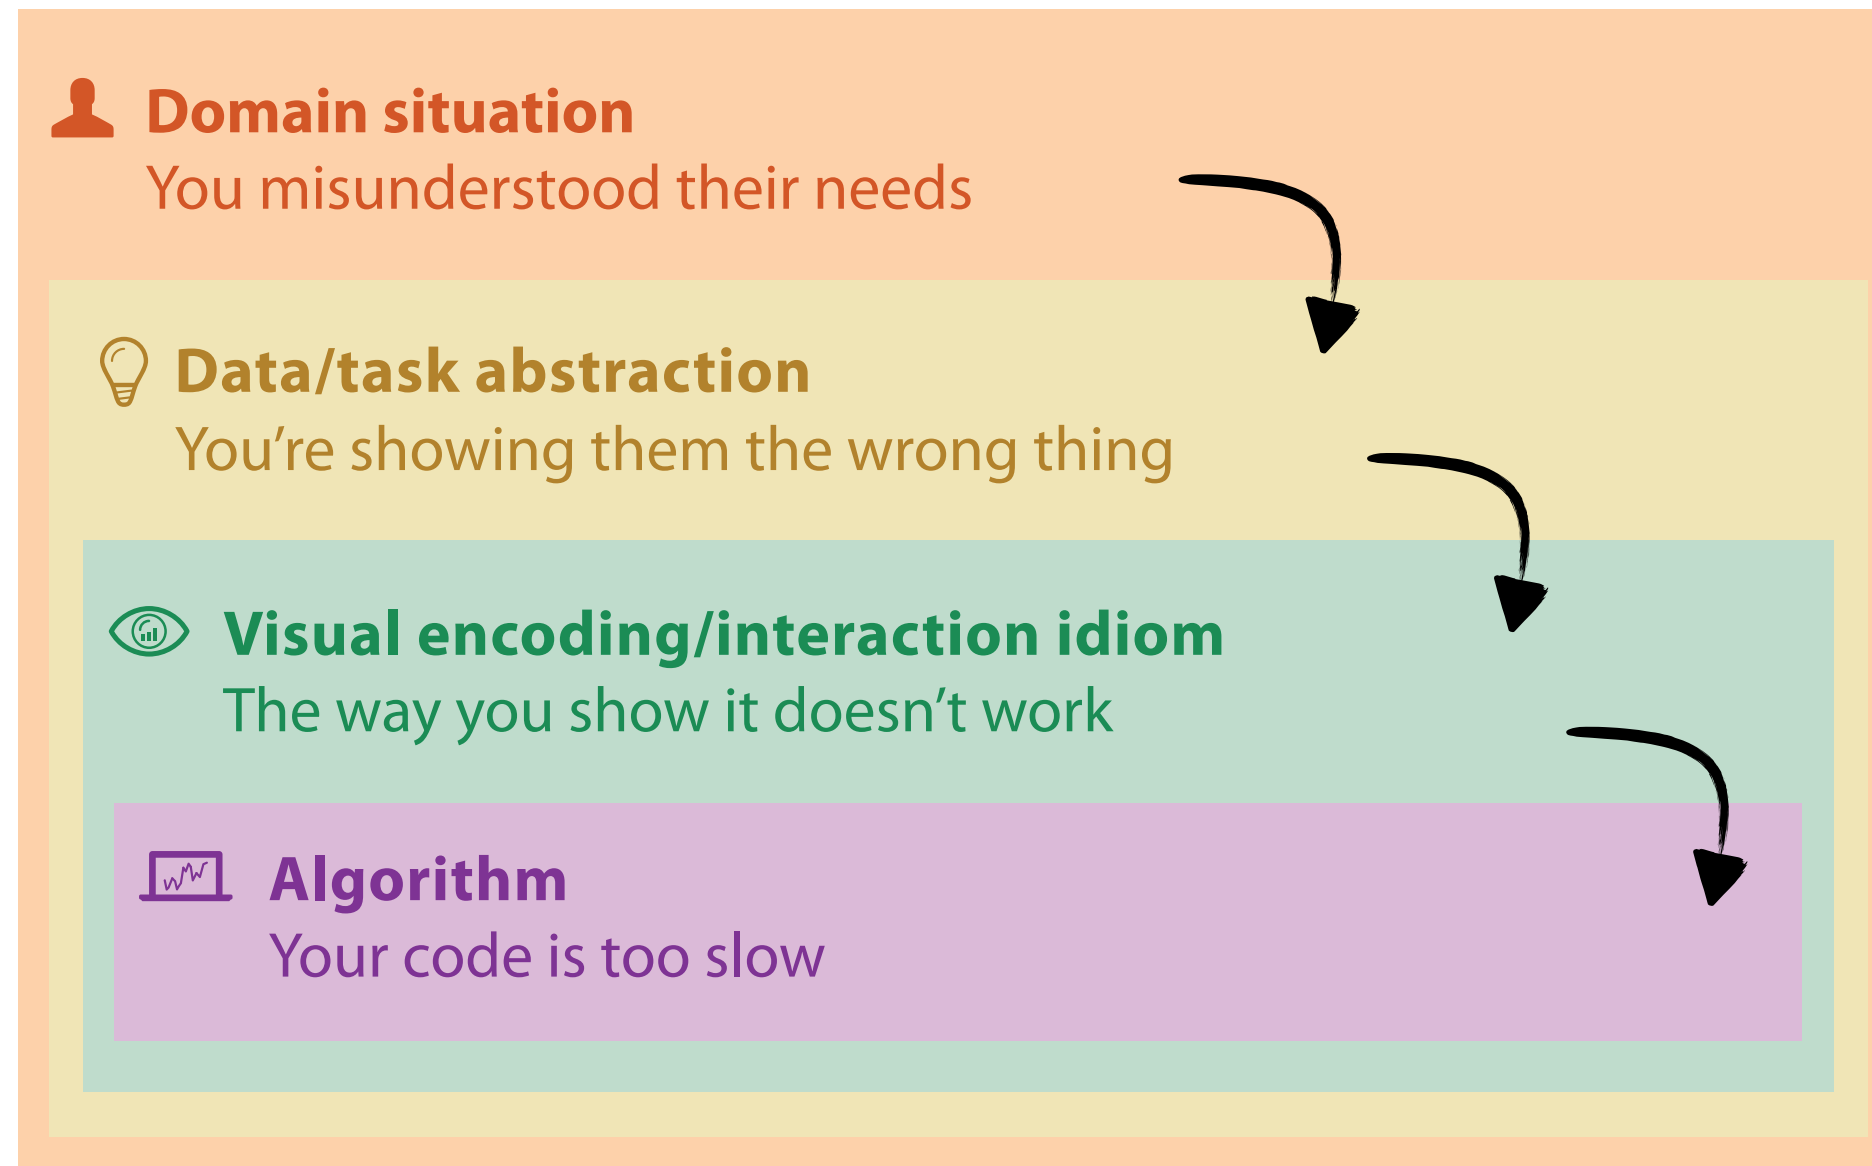 Domain situation
You misunderstood their needs
Data/task abstraction
You’re showing them the wrong thing
Visual encoding/interaction idiom
The way you show it doesn’t work
Algorithm
Your code is too slow